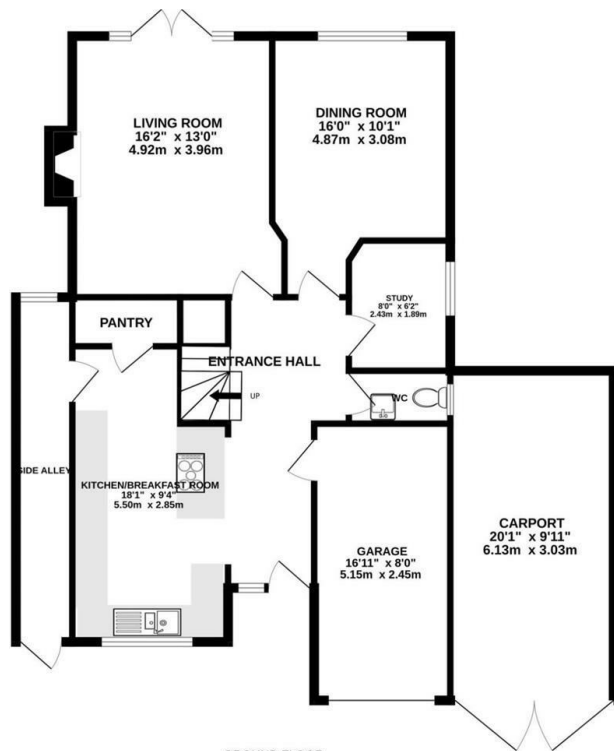 LIVING ROOM
16'2" x 13'0"
4.92m x 3.96m
DINING ROOM
16'0" x 10'1"
4.87m x 3.08m
STUDY
8'0" x 6'2"
2.43m x 1.89m
PANTRY
ENTRANCE HALL
UP
WC
SIDE ALLEY
KITCHEN/BREAKFAST ROOM
18'1" x 9'4"
5.50m x 2.85m
GARAGE
16'11" x 8'0"
5.15m x 2.45m
CARPORT
20'1" x 9'11"
6.13m x 3.03m